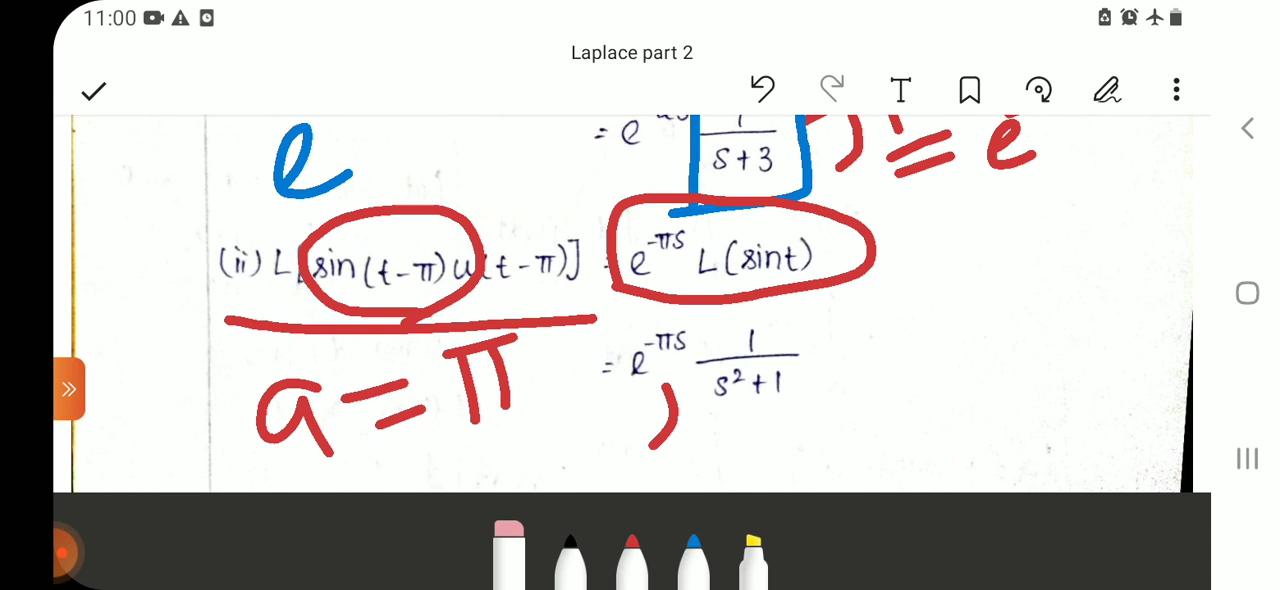 11:00
Laplace part 2
T
e
= e 1/(s+3) ) = e
(ii) L[sin(t-π)u(t-π)] = e^{-πs} L(sint)
= e^{-πs} 1/(s²+1)
a = π )